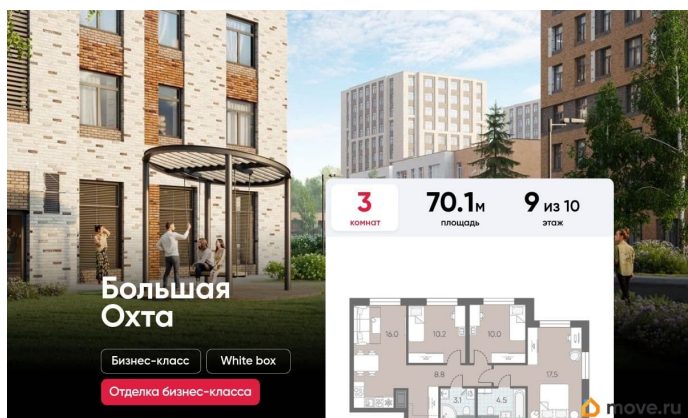 3
комнат
70.1м
площадь
9 из 10
этаж
Большая
Охта
Бизнес-класс
White box
Отделка бизнес-класса
16.0
10.2
10.0
17.5
8.8
3.1
4.5
move.ru